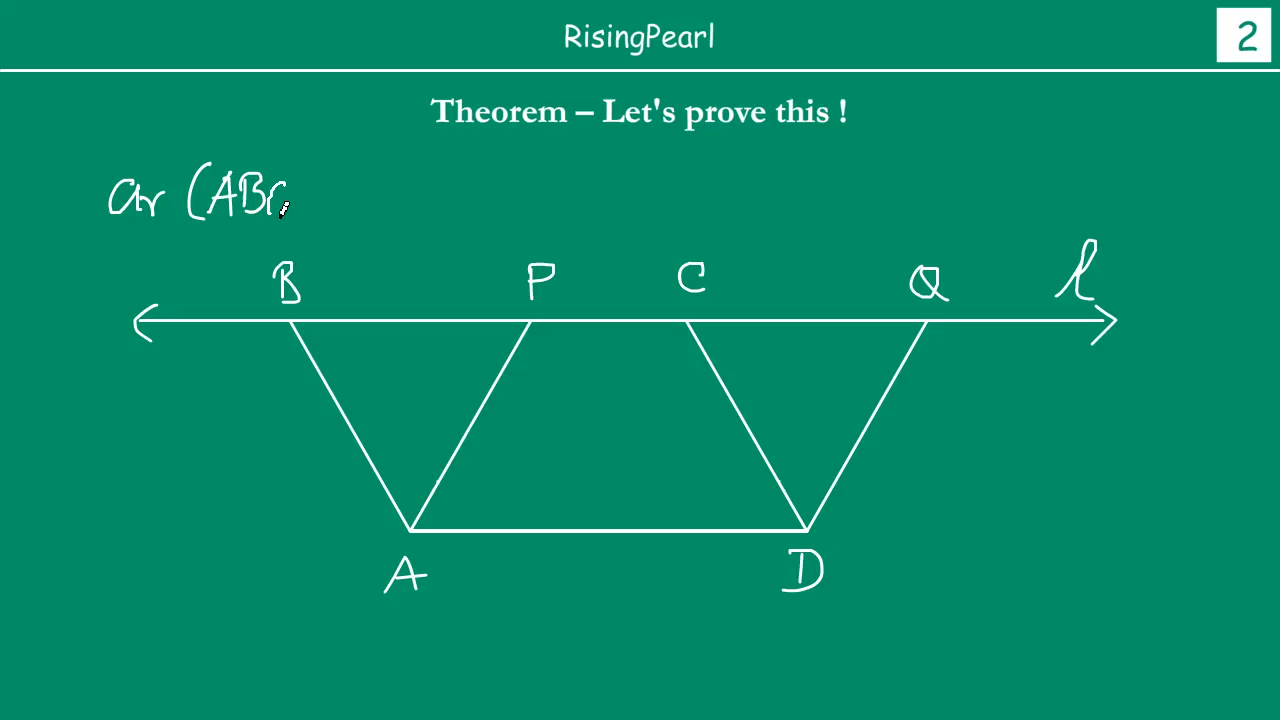 RisingPearl
2
Theorem – Let's prove this !
ar (ABC
B P C Q l
A D